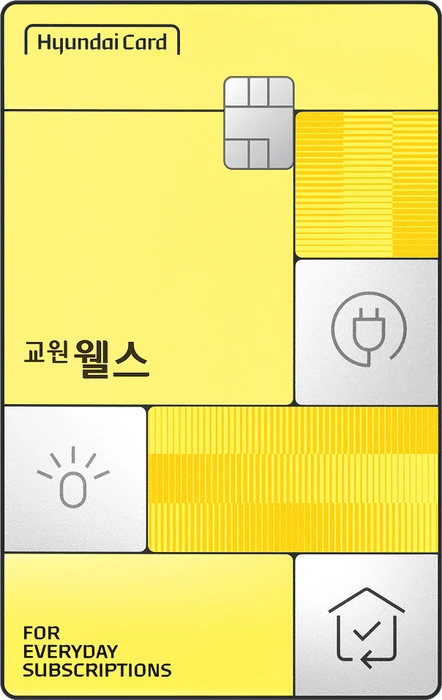 Hyundai Card
교원 웰스
FOR
EVERYDAY
SUBSCRIPTIONS